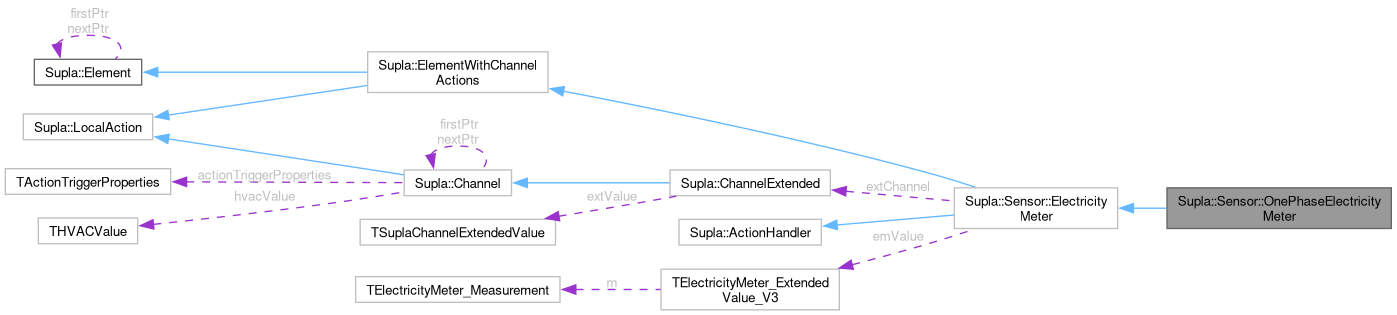 firstPtr
nextPtr
Supla::Element
Supla::ElementWithChannel
Actions
Supla::LocalAction
firstPtr
nextPtr
TActionTriggerProperties
actionTriggerProperties
hvacValue
THVACValue
Supla::Channel
extValue
TSuplaChannelExtendedValue
Supla::ChannelExtended
extChannel
Supla::ActionHandler
emValue
Supla::Sensor::Electricity
Meter
Supla::Sensor::OnePhaseElectricity
Meter
TElectricityMeter_Measurement
m
TElectricityMeter_Extended
Value_V3